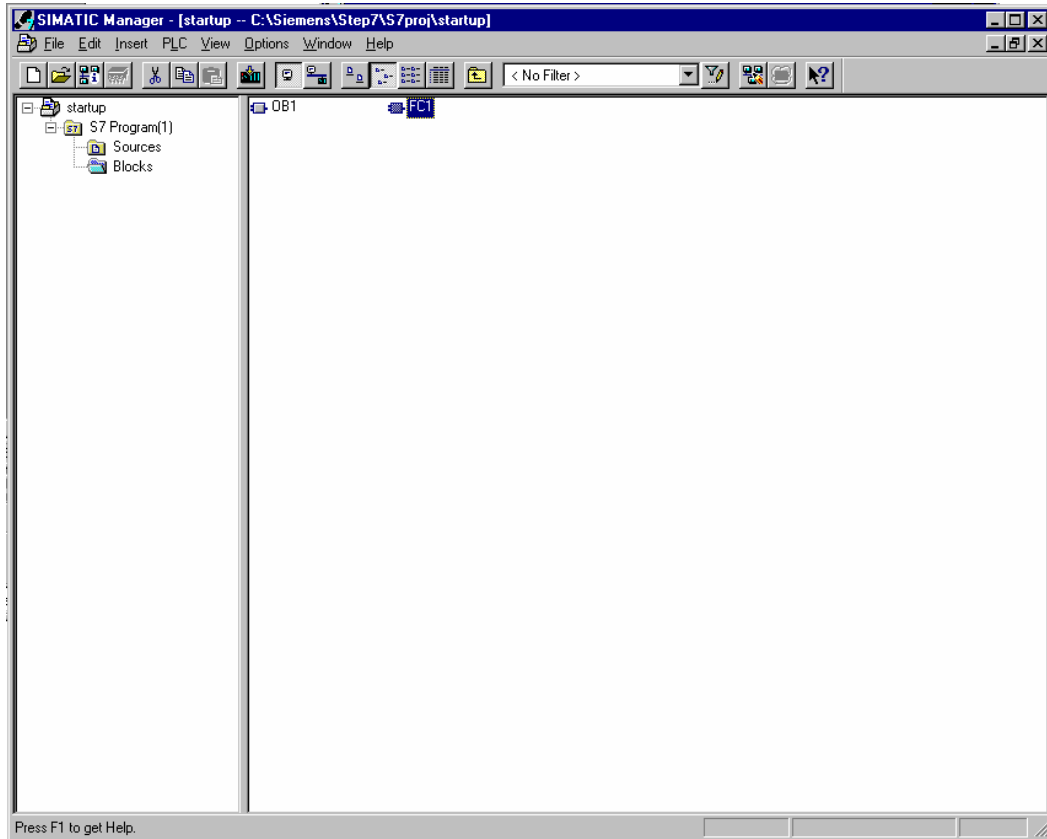 SIMATIC Manager - [startup -- C:\Siemens\Step7\S7proj\startup]
File Edit Insert PLC View Options Window Help
< No Filter >
startup
S7 Program(1)
Sources
Blocks
OB1 FC1
Press F1 to get Help.